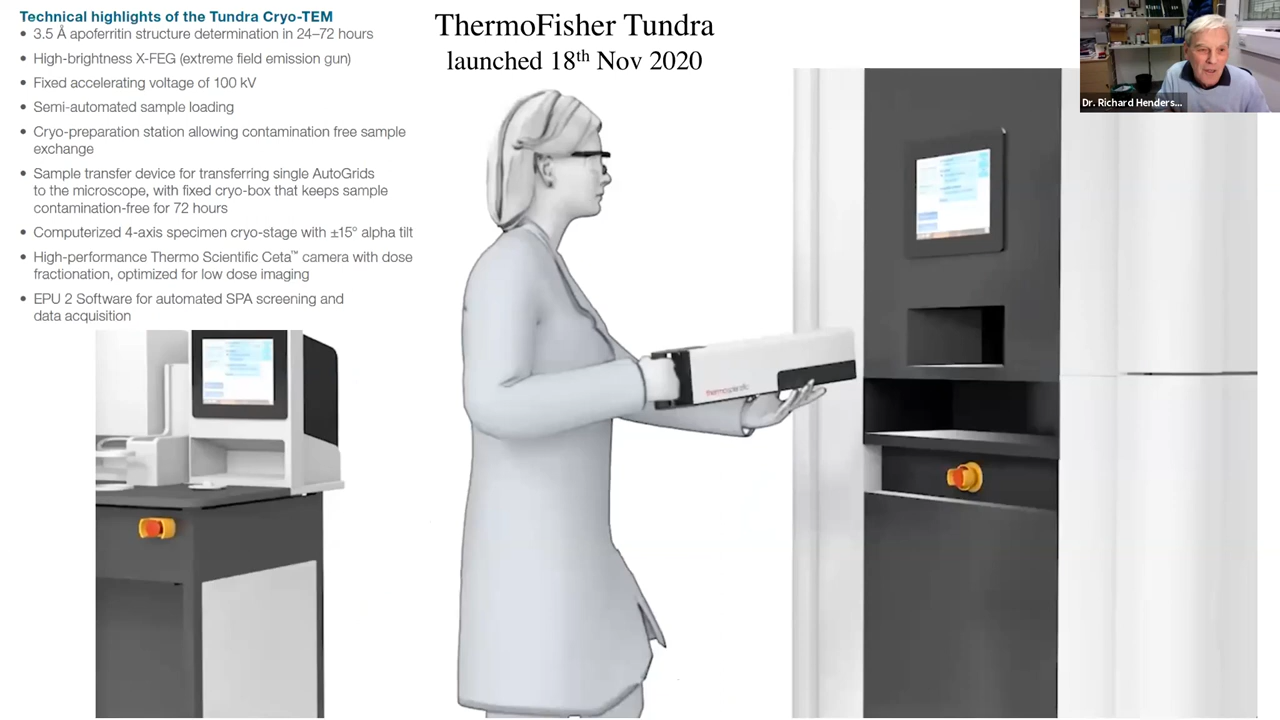 Technical highlights of the Tundra Cryo-TEM
• 3.5 Å apoferritin structure determination in 24–72 hours
• High-brightness X-FEG (extreme field emission gun)
• Fixed accelerating voltage of 100 kV
• Semi-automated sample loading
• Cryo-preparation station allowing contamination free sample
exchange
• Sample transfer device for transferring single AutoGrids
to the microscope, with fixed cryo-box that keeps sample
contamination-free for 72 hours
• Computerized 4-axis specimen cryo-stage with ±15° alpha tilt
• High-performance Thermo Scientific Ceta™ camera with dose
fractionation, optimized for low dose imaging
• EPU 2 Software for automated SPA screening and
data acquisition
ThermoFisher Tundra
launched 18th Nov 2020
Dr. Richard Henders...
thermoscientific